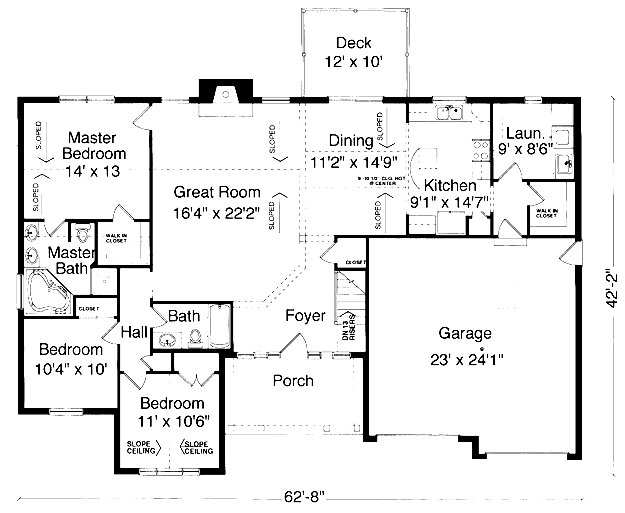 Deck
12' x 10'
SLOPED
SLOPED
Master
Bedroom
14' x 13
SLOPED
SLOPED
Dining
11'2" x 14'9"
SLOPED
SLOPED
9'-10 1/2" CLG. HGT
@ CENTER
Laun.
9' x 8'6"
Kitchen
9'1" x 14'7"
Great Room
16'4" x 22'2"
WALK IN
CLOSET
WALK IN
CLOSET
Master
Bath
CLOSET
CLOSET
Hall
Bath
Foyer
DN 13
RISERS
Garage
23' x 24'1"
Bedroom
10'4" x 10'
Porch
Bedroom
11' x 10'6"
SLOPE
CEILING
SLOPE
CEILING
42'-2"
62'-8"